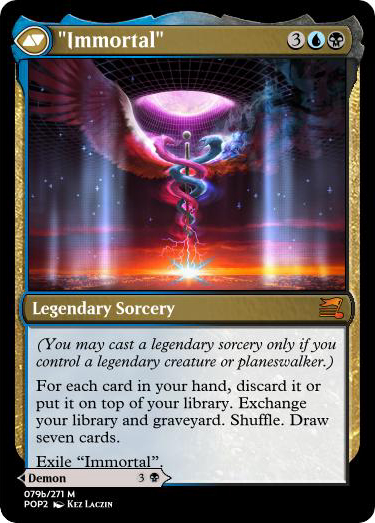 "Immortal" 3
Legendary Sorcery
(You may cast a legendary sorcery only if you
control a legendary creature or planeswalker.)
For each card in your hand, discard it or
put it on top of your library. Exchange
your library and graveyard. Shuffle. Draw
seven cards.
Exile “Immortal”.
Demon 3
079b/271 M
POP2 Kez Laczin